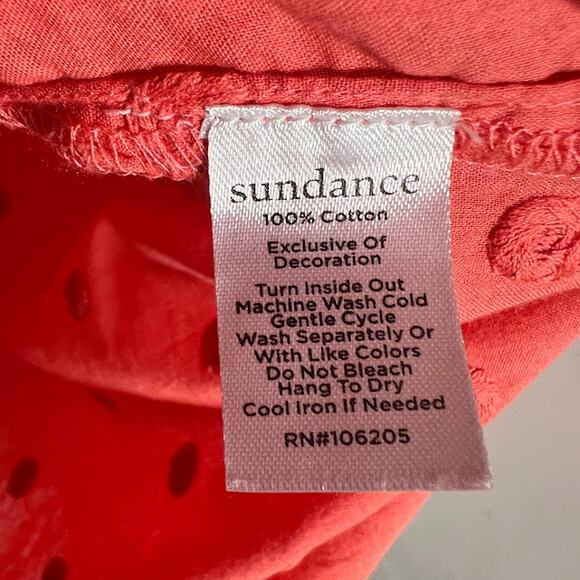 sundance
100% Cotton
Exclusive Of
Decoration
Turn Inside Out
Machine Wash Cold
Gentle Cycle
Wash Separately Or
With Like Colors
Do Not Bleach
Hang To Dry
Cool Iron If Needed
RN#106205